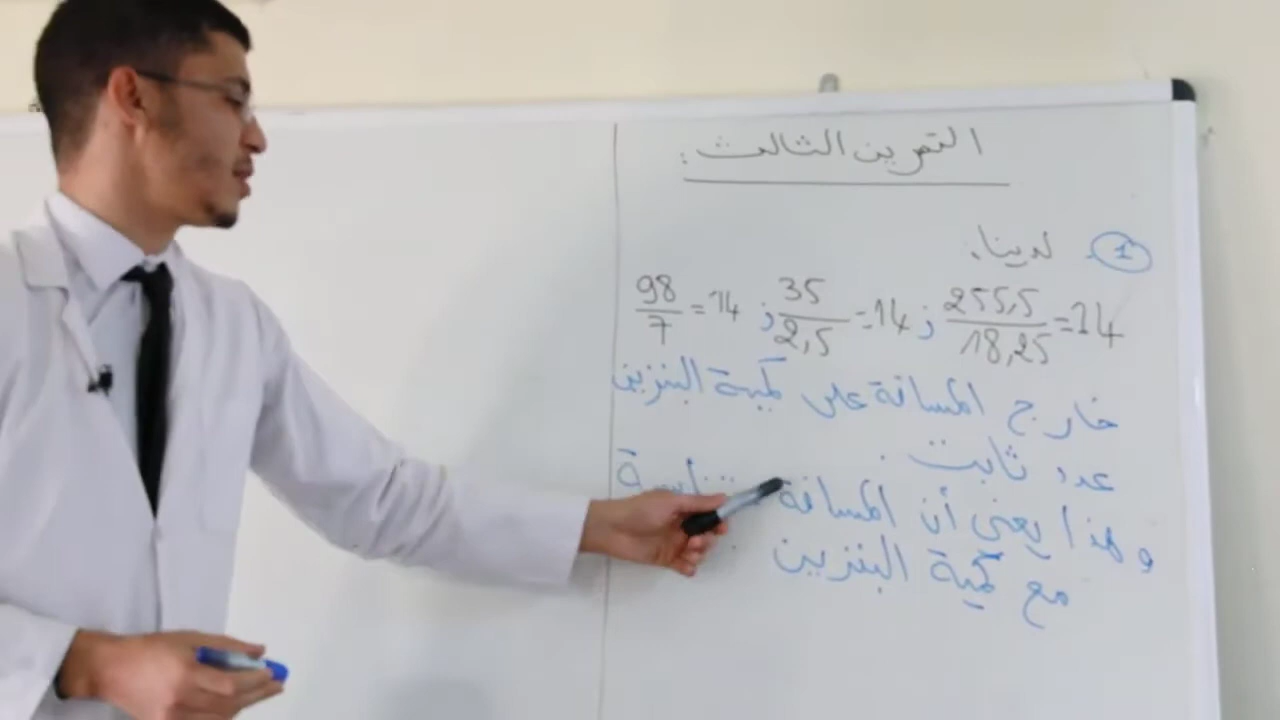 التمرين الثالث :
1 . لدينا .
98/7 = 14 ; 35/2,5 = 14 ; 255,5/18,25 = 14
خارج المسافة على كمية البنزين
عدد ثابت .
وهذا يعني أن المسافة
مع كمية البنزين .